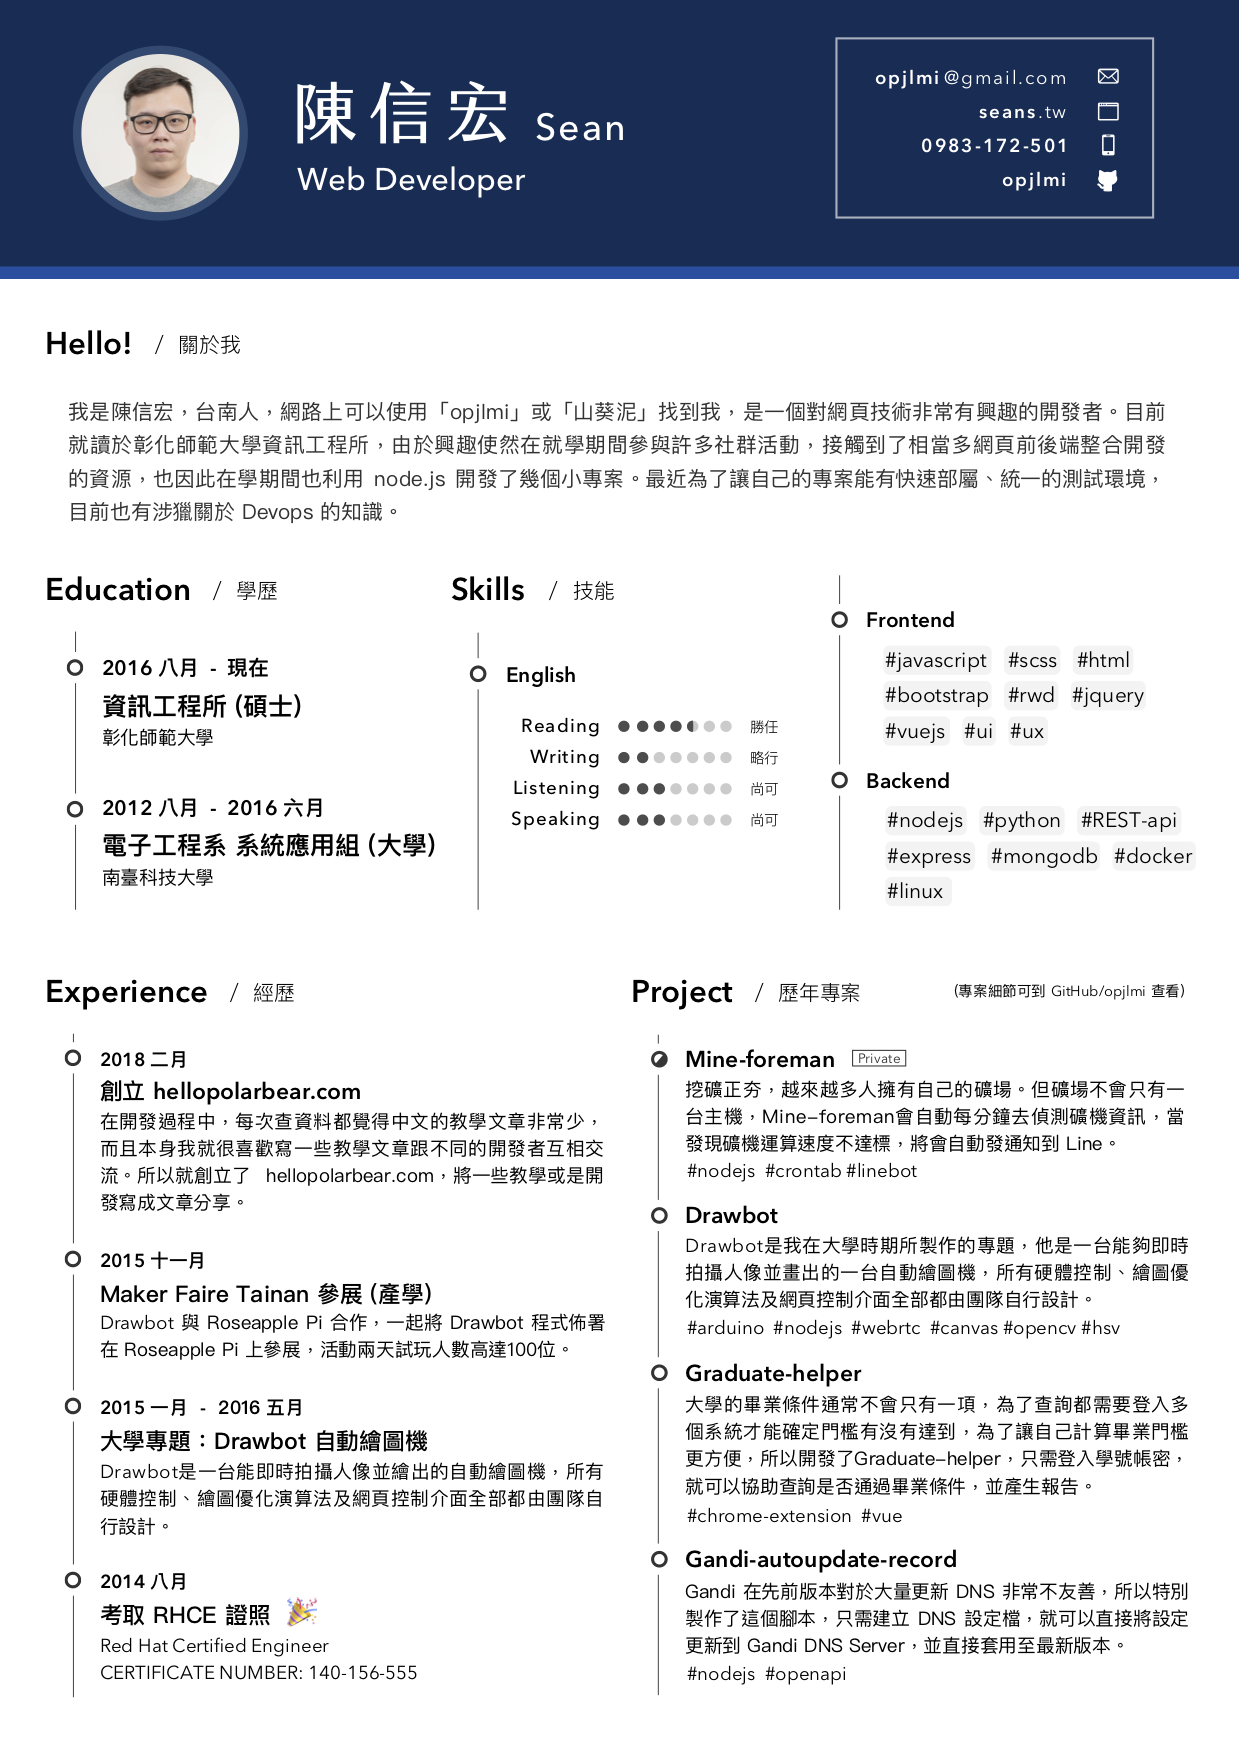 陳信宏 Sean
Web Developer
opjlmi@gmail.com
seans.tw
0983-172-501
opjlmi
Hello! / 關於我
我是陳信宏，台南人，網路上可以使用「opjlmi」或「山葵泥」找到我，是一個對網頁技術非常有興趣的開發者。目前
就讀於彰化師範大學資訊工程所，由於興趣使然在就學期間參與許多社群活動，接觸到了相當多網頁前後端整合開發
的資源，也因此在學期間也利用 node.js 開發了幾個小專案。最近為了讓自己的專案能有快速部屬、統一的測試環境，
目前也有涉獵關於 Devops 的知識。
Education / 學歷
2016 八月 - 現在
資訊工程所 (碩士)
彰化師範大學
2012 八月 - 2016 六月
電子工程系 系統應用組 (大學)
南臺科技大學
Skills / 技能
English
Reading 勝任
Writing 略行
Listening 尚可
Speaking 尚可
Frontend
#javascript #scss #html
#bootstrap #rwd #jquery
#vuejs #ui #ux
Backend
#nodejs #python #REST-api
#express #mongodb #docker
#linux
Experience / 經歷
2018 二月
創立 hellopolarbear.com
在開發過程中，每次查資料都覺得中文的教學文章非常少，
而且本身我就很喜歡寫一些教學文章跟不同的開發者互相交
流。所以就創立了 hellopolarbear.com，將一些教學或是開
發寫成文章分享。
2015 十一月
Maker Faire Tainan 參展 (產學)
Drawbot 與 Roseapple Pi 合作，一起將 Drawbot 程式佈署
在 Roseapple Pi 上參展，活動兩天試玩人數高達100位。
2015 一月 - 2016 五月
大學專題：Drawbot 自動繪圖機
Drawbot是一台能即時拍攝人像並繪出的自動繪圖機，所有
硬體控制、繪圖優化演算法及網頁控制介面全部都由團隊自
行設計。
2014 八月
考取 RHCE 證照 🎉
Red Hat Certified Engineer
CERTIFICATE NUMBER: 140-156-555
Project / 歷年專案 (專案細節可到 GitHub/opjlmi 查看)
Mine-foreman Private
挖礦正夯，越來越多人擁有自己的礦場。但礦場不會只有一
台主機，Mine–foreman會自動每分鐘去偵測礦機資訊，當
發現礦機運算速度不達標，將會自動發通知到 Line。
#nodejs #crontab #linebot
Drawbot
Drawbot是我在大學時期所製作的專題，他是一台能夠即時
拍攝人像並畫出的一台自動繪圖機，所有硬體控制、繪圖優
化演算法及網頁控制介面全部都由團隊自行設計。
#arduino #nodejs #webrtc #canvas #opencv #hsv
Graduate-helper
大學的畢業條件通常不會只有一項，為了查詢都需要登入多
個系統才能確定門檻有沒有達到，為了讓自己計算畢業門檻
更方便，所以開發了Graduate–helper，只需登入學號帳密，
就可以協助查詢是否通過畢業條件，並產生報告。
#chrome-extension #vue
Gandi-autoupdate-record
Gandi 在先前版本對於大量更新 DNS 非常不友善，所以特別
製作了這個腳本，只需建立 DNS 設定檔，就可以直接將設定
更新到 Gandi DNS Server，並直接套用至最新版本。
#nodejs #openapi